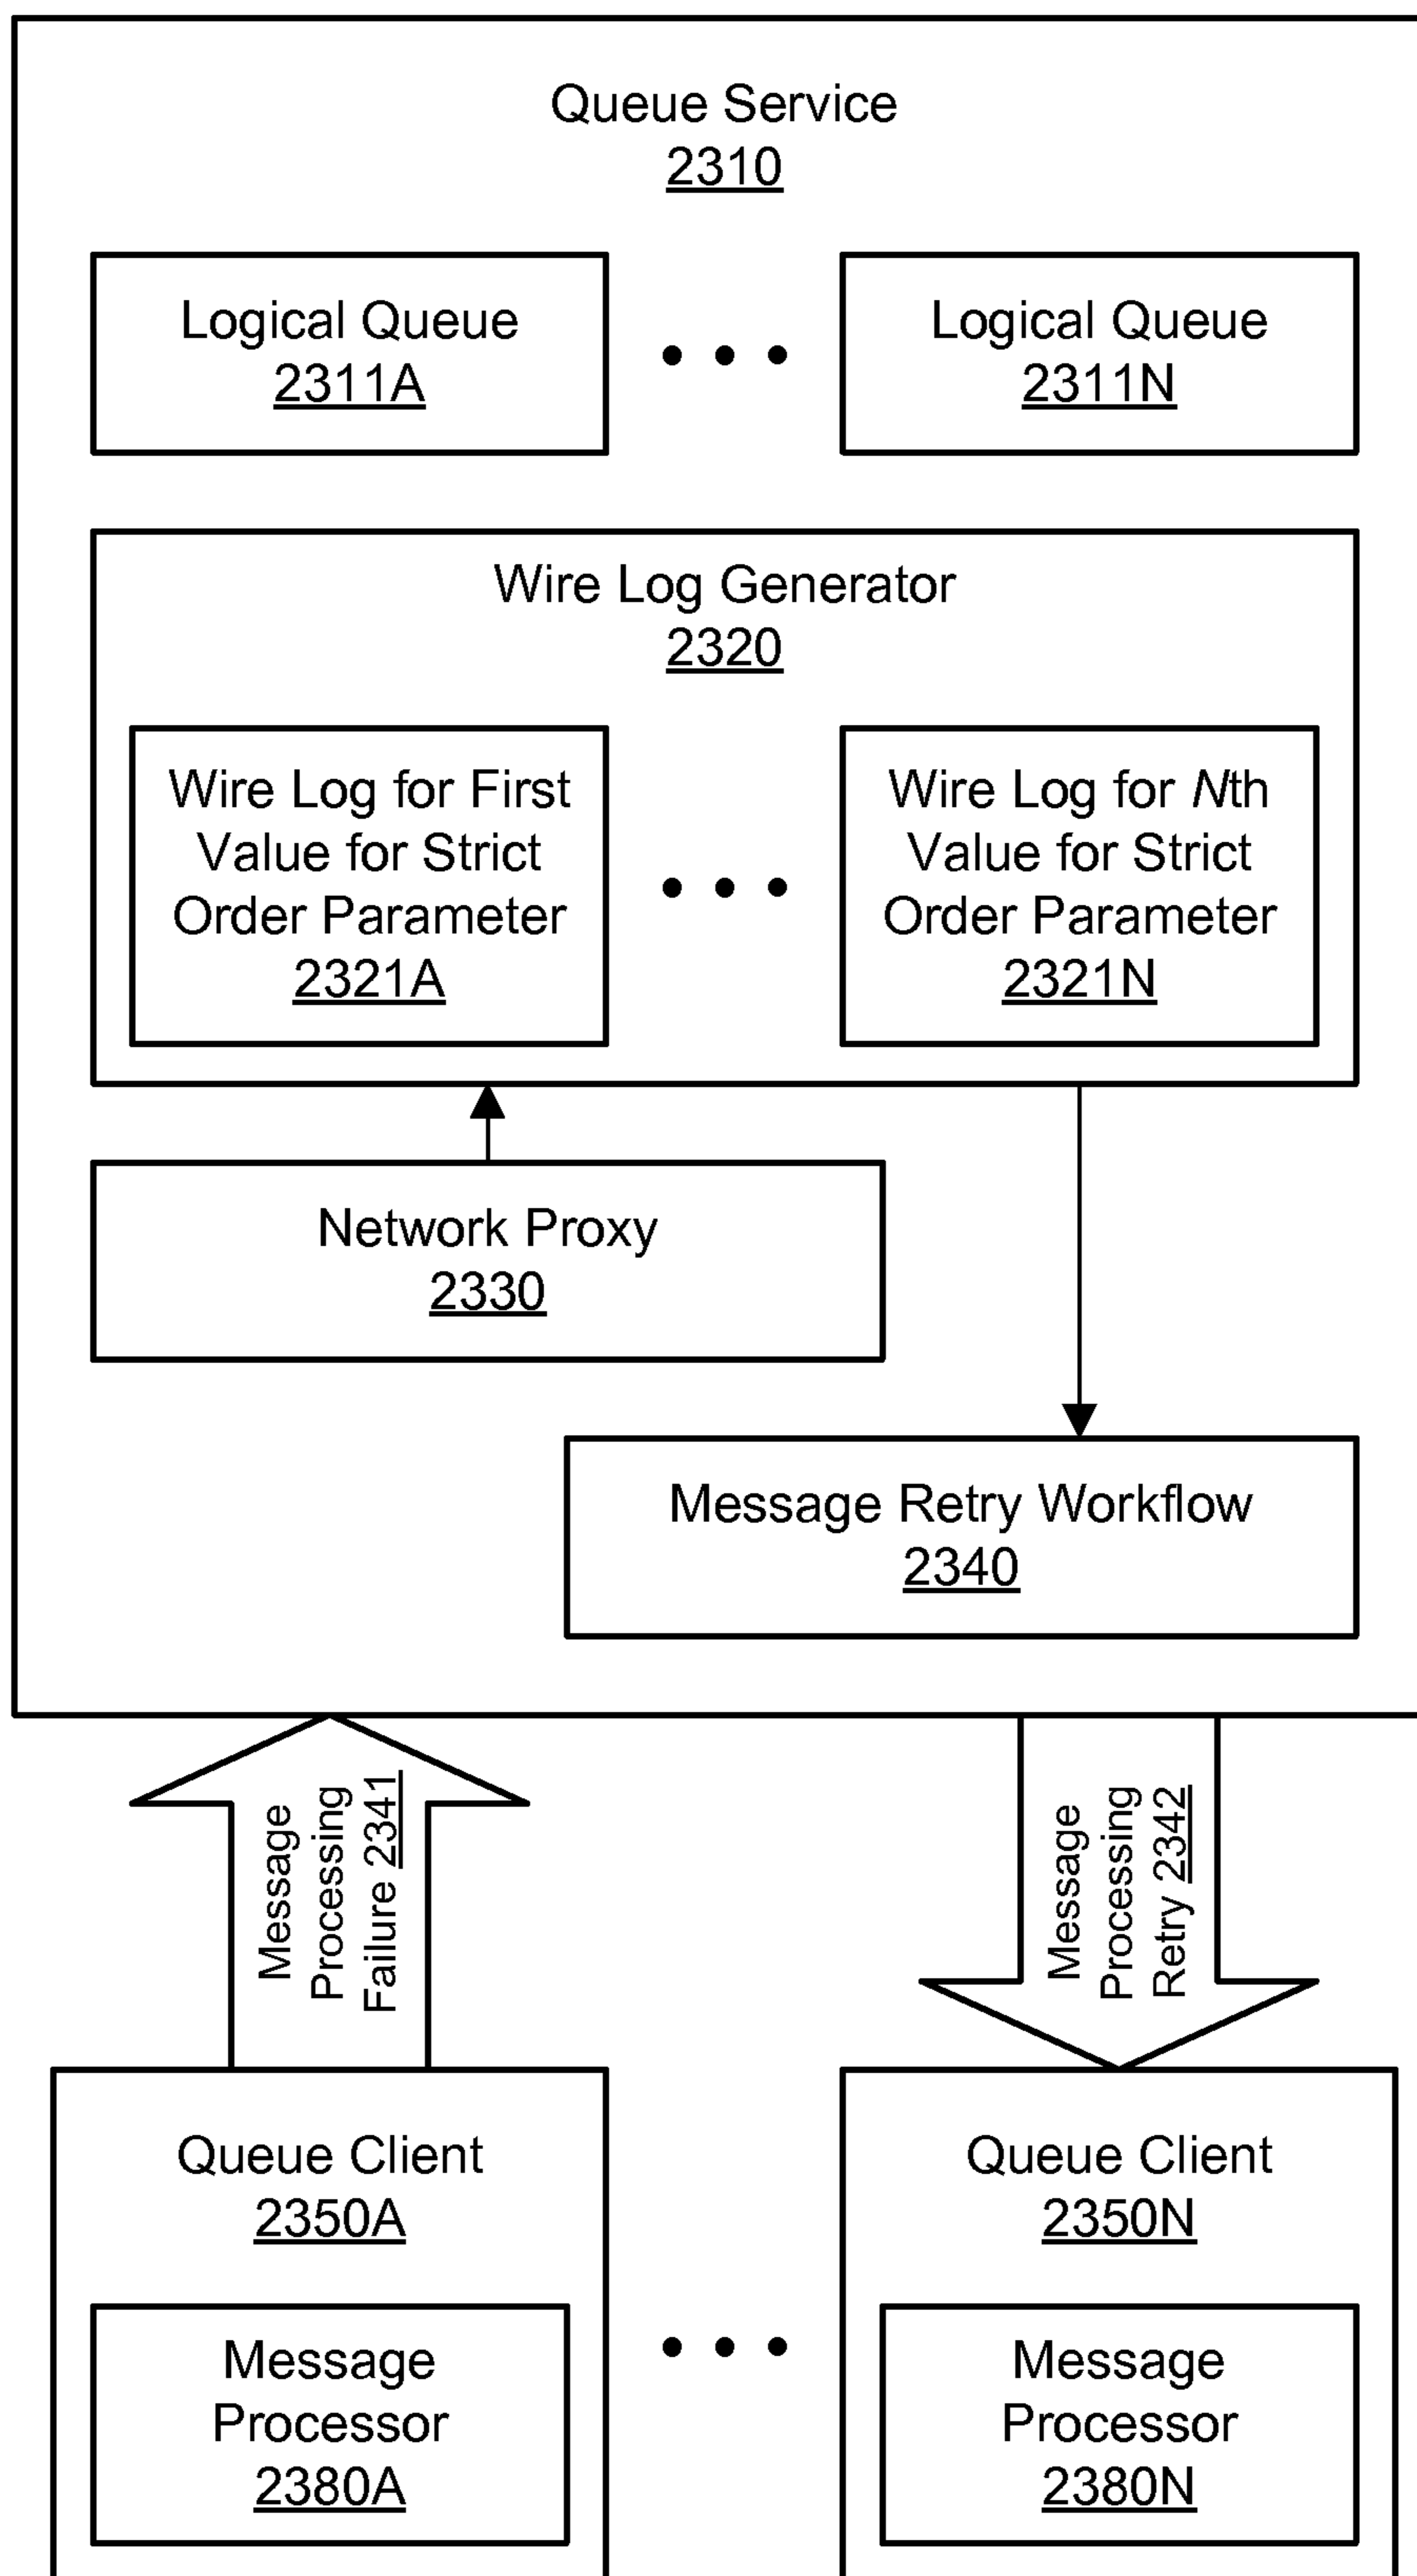 Queue Service
2310
Logical Queue
2311A
Logical Queue
2311N
Wire Log Generator
2320
Wire Log for First
Value for Strict
Order Parameter
2321A
Wire Log for Nth
Value for Strict
Order Parameter
2321N
Network Proxy
2330
Message Retry Workflow
2340
Message
Processing
Failure 2341
Message
Processing
Retry 2342
Queue Client
2350A
Message
Processor
2380A
Queue Client
2350N
Message
Processor
2380N